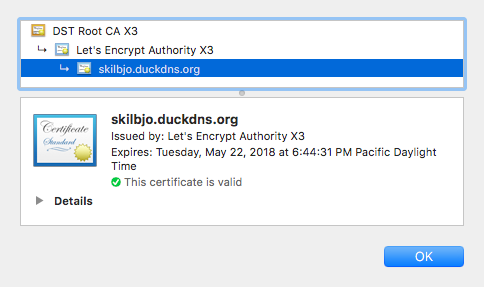 DST Root CA X3
Let's Encrypt Authority X3
skilbjo.duckdns.org
skilbjo.duckdns.org
Issued by: Let's Encrypt Authority X3
Expires: Tuesday, May 22, 2018 at 6:44:31 PM Pacific Daylight
Time
This certificate is valid
Details
Certificate
Standard
OK